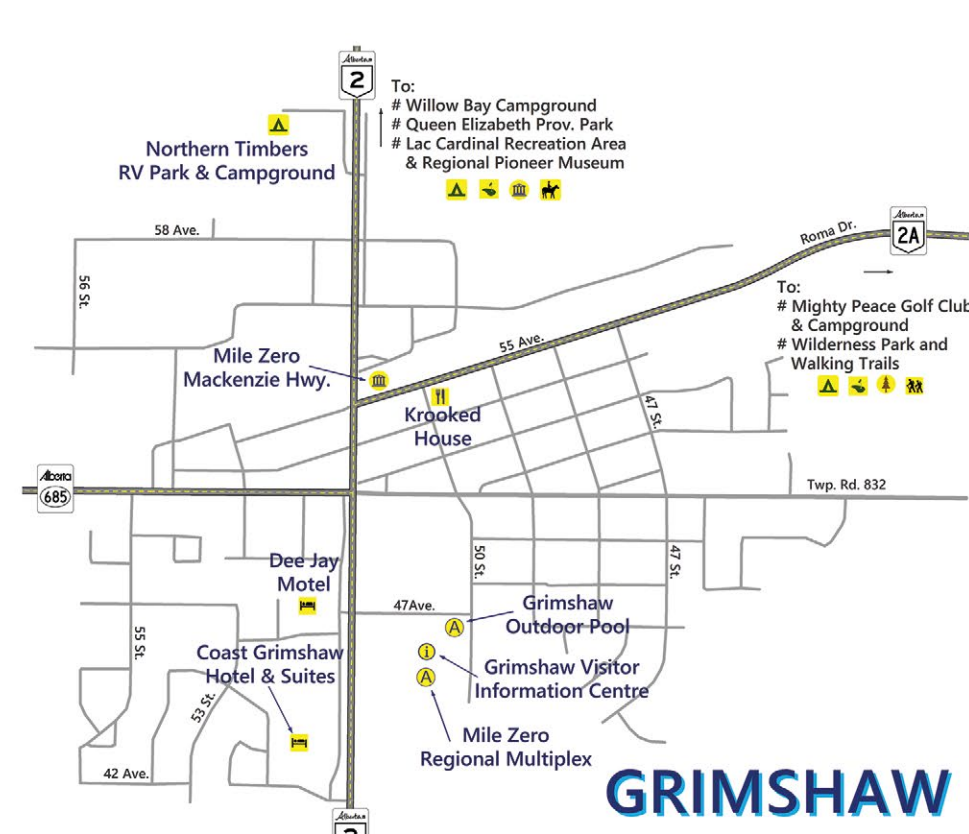 Alberta
2
To:
# Willow Bay Campground
# Queen Elizabeth Prov. Park
# Lac Cardinal Recreation Area
& Regional Pioneer Museum
Northern Timbers
RV Park & Campground
58 Ave.
56 St.
Roma Dr.
Alberta
2A
To:
# Mighty Peace Golf Club
& Campground
# Wilderness Park and
Walking Trails
55 Ave.
Mile Zero
Mackenzie Hwy.
Krooked
House
47 St.
Alberta
685
Twp. Rd. 832
Dee Jay
Motel
50 St.
47 St.
47Ave.
Grimshaw
Outdoor Pool
A
55 St.
Coast Grimshaw
Hotel & Suites
i
Grimshaw Visitor
Information Centre
A
53 St.
Mile Zero
Regional Multiplex
42 Ave.
GRIMSHAW
Alberta
2